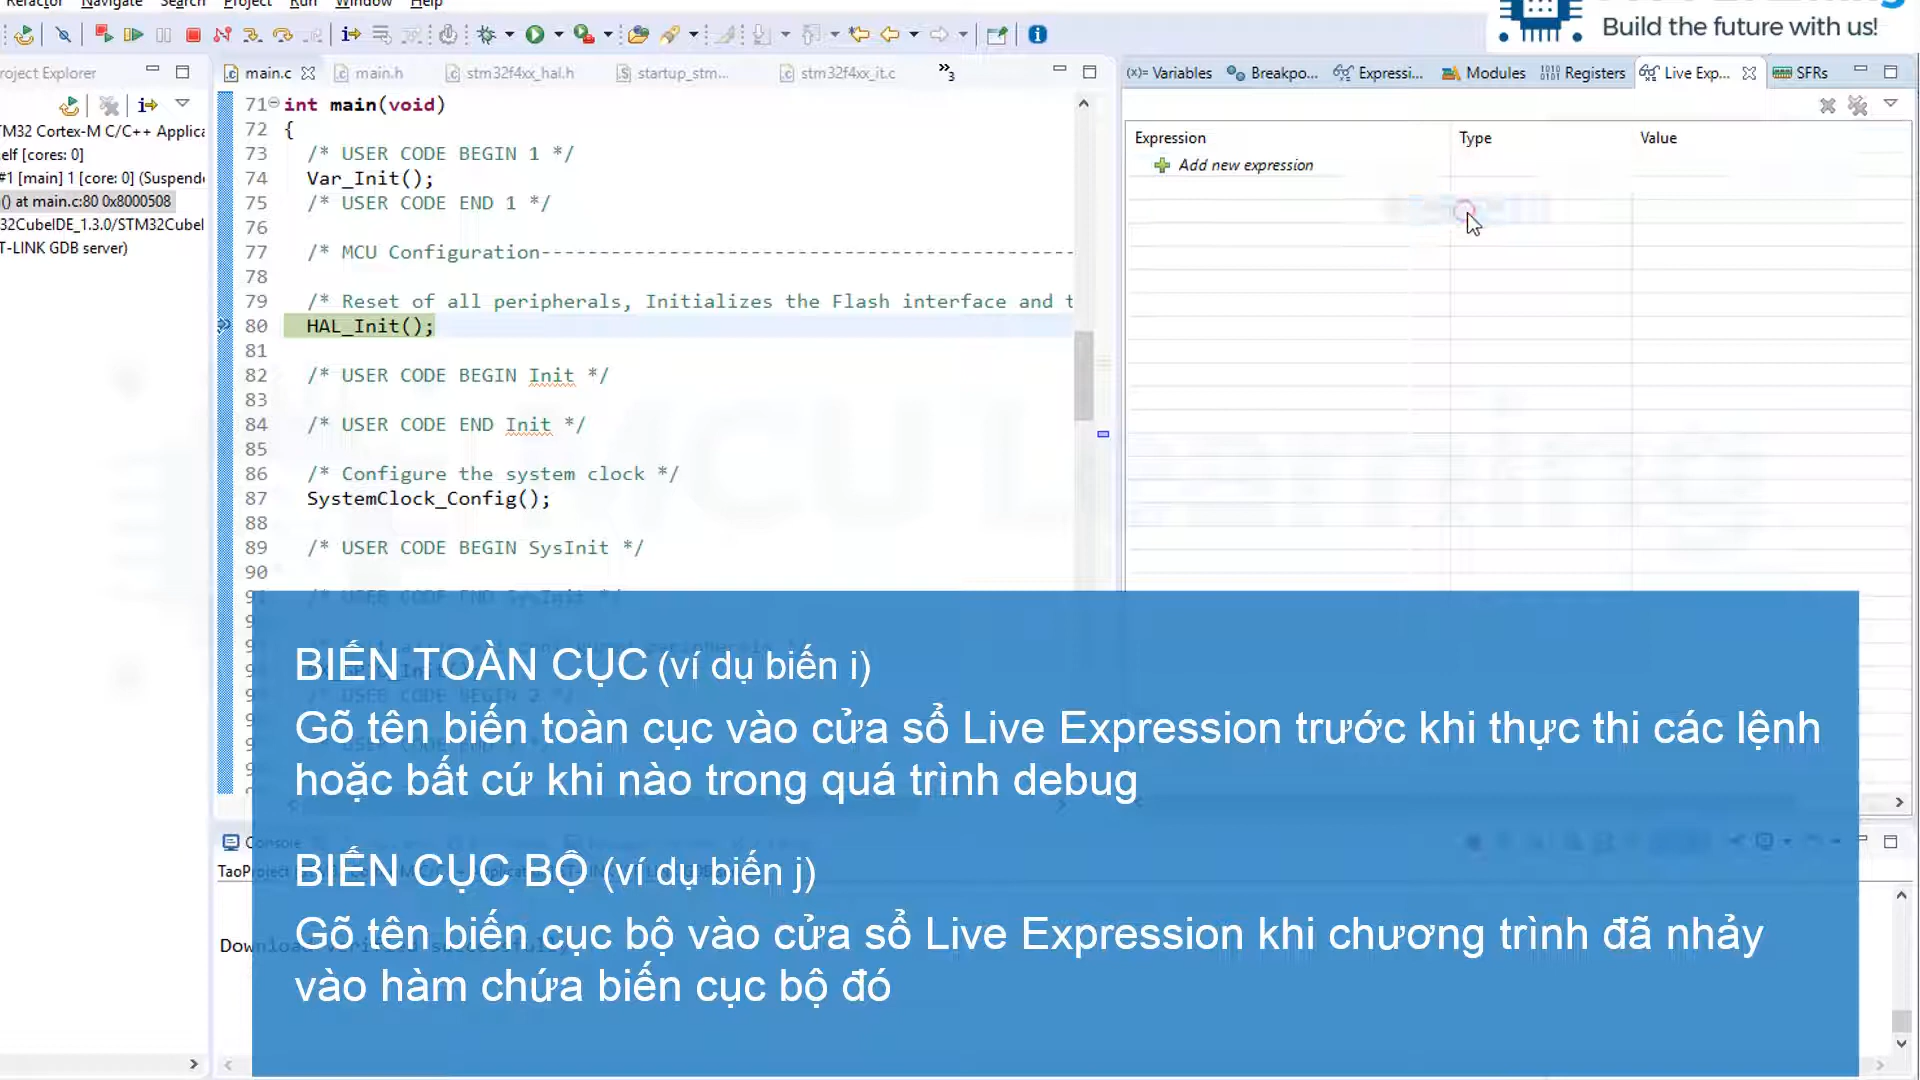 Refactor Navigate Search Project Run Window Help
Build the future with us!
roject Explorer
main.c
main.h
stm32f4xx_hal.h
startup_stm...
stm32f4xx_it.c
3
(x)= Variables
Breakpo...
Expressi...
Modules
Registers
Live Exp...
SFRs
TM32 Cortex-M C/C++ Applica
elf [cores: 0]
#1 [main] 1 [core: 0] (Suspend
() at main.c:80 0x8000508
32CubeIDE_1.3.0/STM32CubeI
T-LINK GDB server)
71 int main(void)
72 {
73 /* USER CODE BEGIN 1 */
74 Var_Init();
75 /* USER CODE END 1 */
76
77 /* MCU Configuration----------------------------------------------
78
79 /* Reset of all peripherals, Initializes the Flash interface and t
80 HAL_Init();
81
82 /* USER CODE BEGIN Init */
83
84 /* USER CODE END Init */
85
86 /* Configure the system clock */
87 SystemClock_Config();
88
89 /* USER CODE BEGIN SysInit */
90
Expression Type Value
Add new expression
MCU Learning
BIẾN TOÀN CỤC (ví dụ biến i)
Gõ tên biến toàn cục vào cửa sổ Live Expression trước khi thực thi các lệnh
hoặc bất cứ khi nào trong quá trình debug
Console
BIẾN CỤC BỘ (ví dụ biến j)
Gõ tên biến cục bộ vào cửa sổ Live Expression khi chương trình đã nhảy
vào hàm chứa biến cục bộ đó